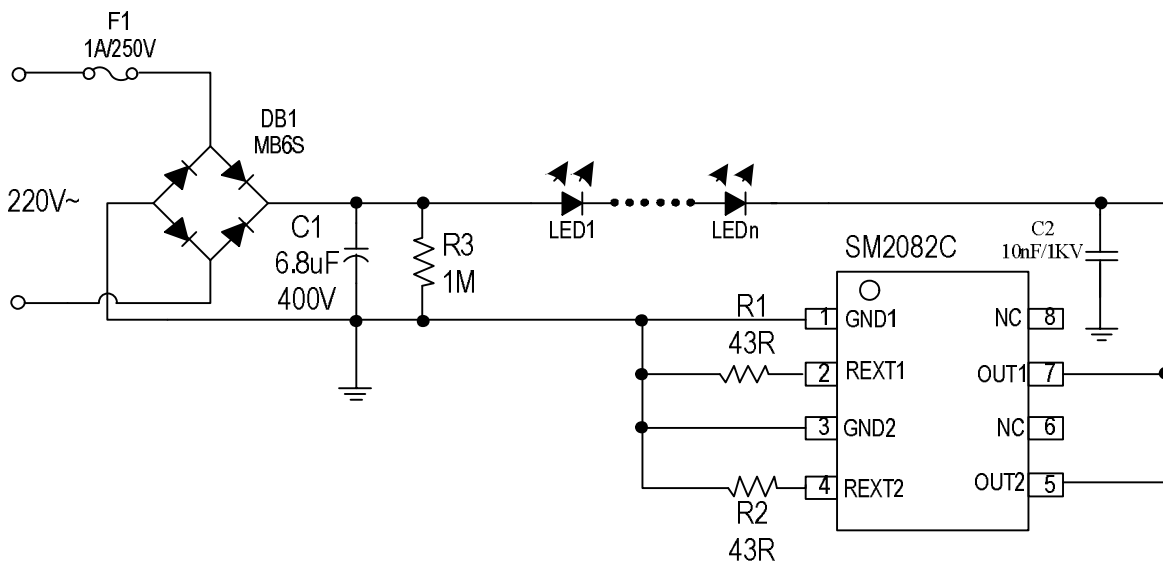 F1
1A/250V
DB1
MB6S
220V~
C1
6.8uF
400V
R3
1M
LED1
LEDn
C2
10nF/1KV
SM2082C
R1
43R
1 GND1
NC 8
2 REXT1
OUT1 7
3 GND2
NC 6
4 REXT2
OUT2 5
R2
43R